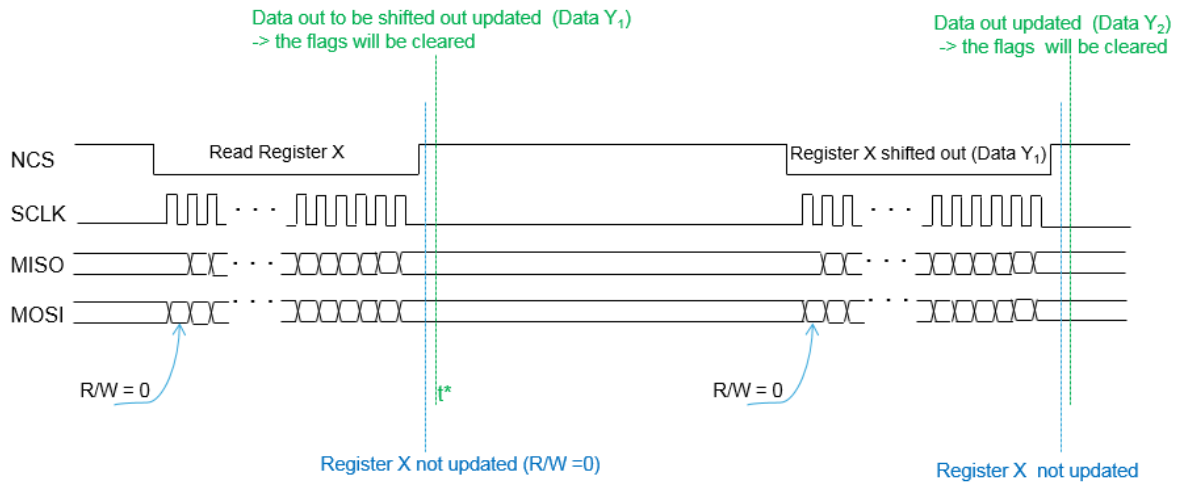 Data out to be shifted out updated (Data Y₁)
-> the flags will be cleared
Data out updated (Data Y₂)
-> the flags will be cleared
NCS
Read Register X
Register X shifted out (Data Y₁)
SCLK
. . .
. . .
MISO
. . .
. . .
MOSI
. . .
. . .
R/W = 0
t*
R/W = 0
Register X not updated (R/W =0)
Register X not updated